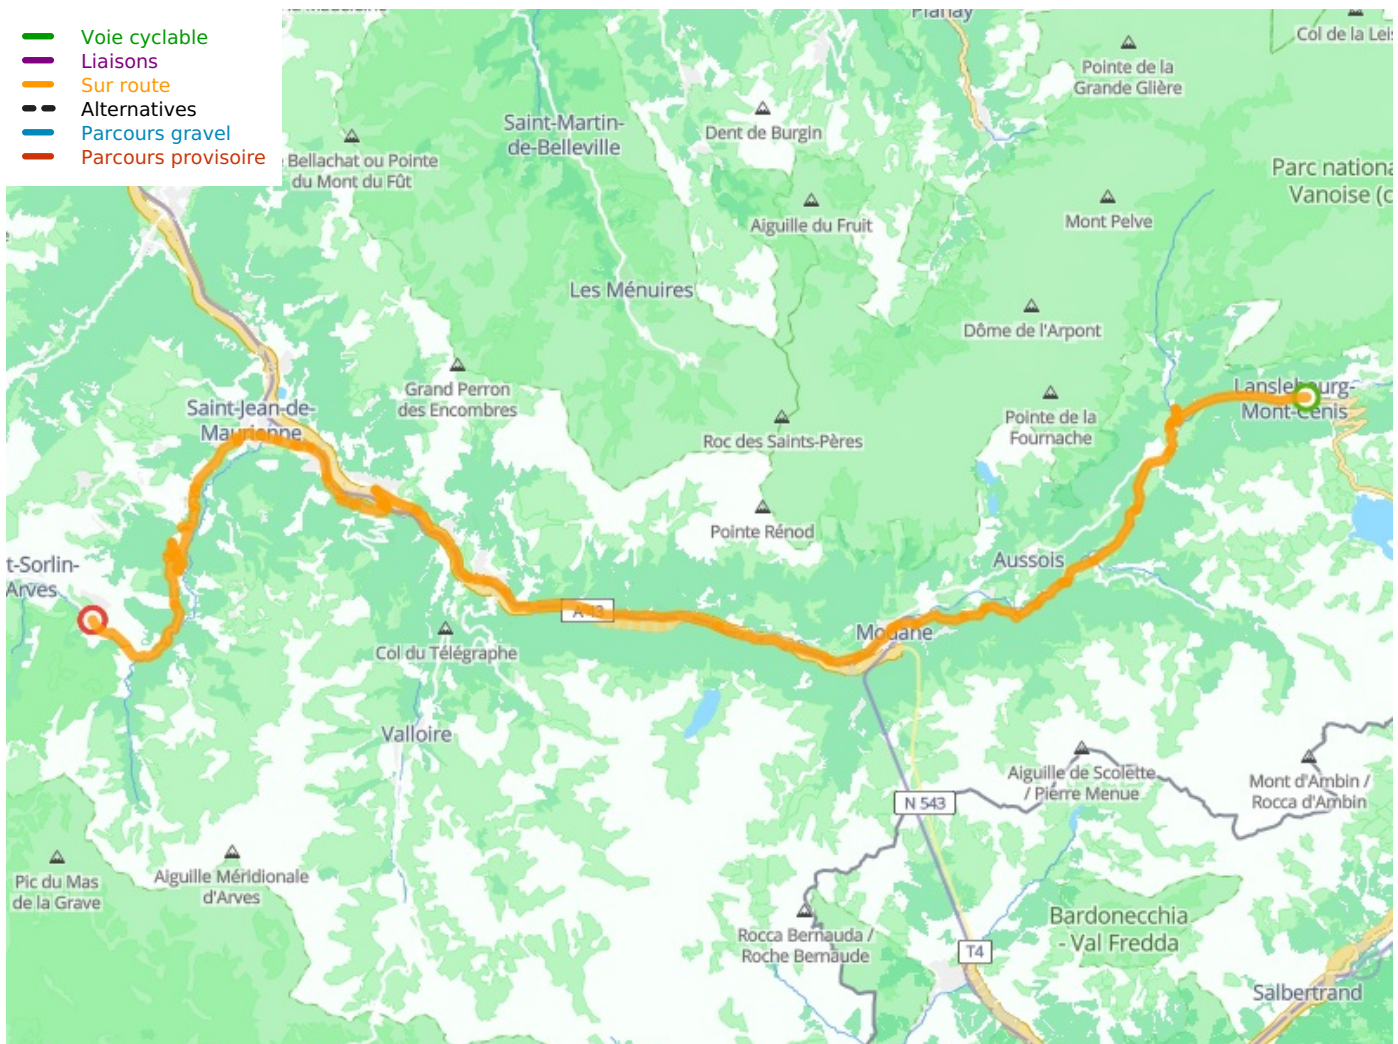 Voie cyclable
Liaisons
Sur route
Alternatives
Parcours gravel
Parcours provisoire
Planay
Col de la Leis
Pointe de la
Grande Glière
Saint-Martin-
de-Belleville
Dent de Burgin
Bellachat ou Pointe
du Mont du Fût
Parc nationa
Vanoise (c
Aiguille du Fruit
Mont Pelve
Les Ménuires
Dôme de l'Arpont
Grand Perron
des Encombres
Lanslebourg-
Mont-Cenis
Saint-Jean-de-
Maurienne
Pointe de la
Fournache
Roc des Saints-Pères
Pointe Rénod
Aussois
t-Sorlin-
Arves
A 43
Modane
Col du Télégraphe
Valloire
Aiguille de Scolette
/ Pierre Menue
Mont d'Ambin /
Rocca d'Ambin
N 543
Pic du Mas
de la Grave
Aiguille Méridionale
d'Arves
Bardonecchia
- Val Fredda
Rocca Bernauda /
Roche Bernaude
T4
Salbertrand